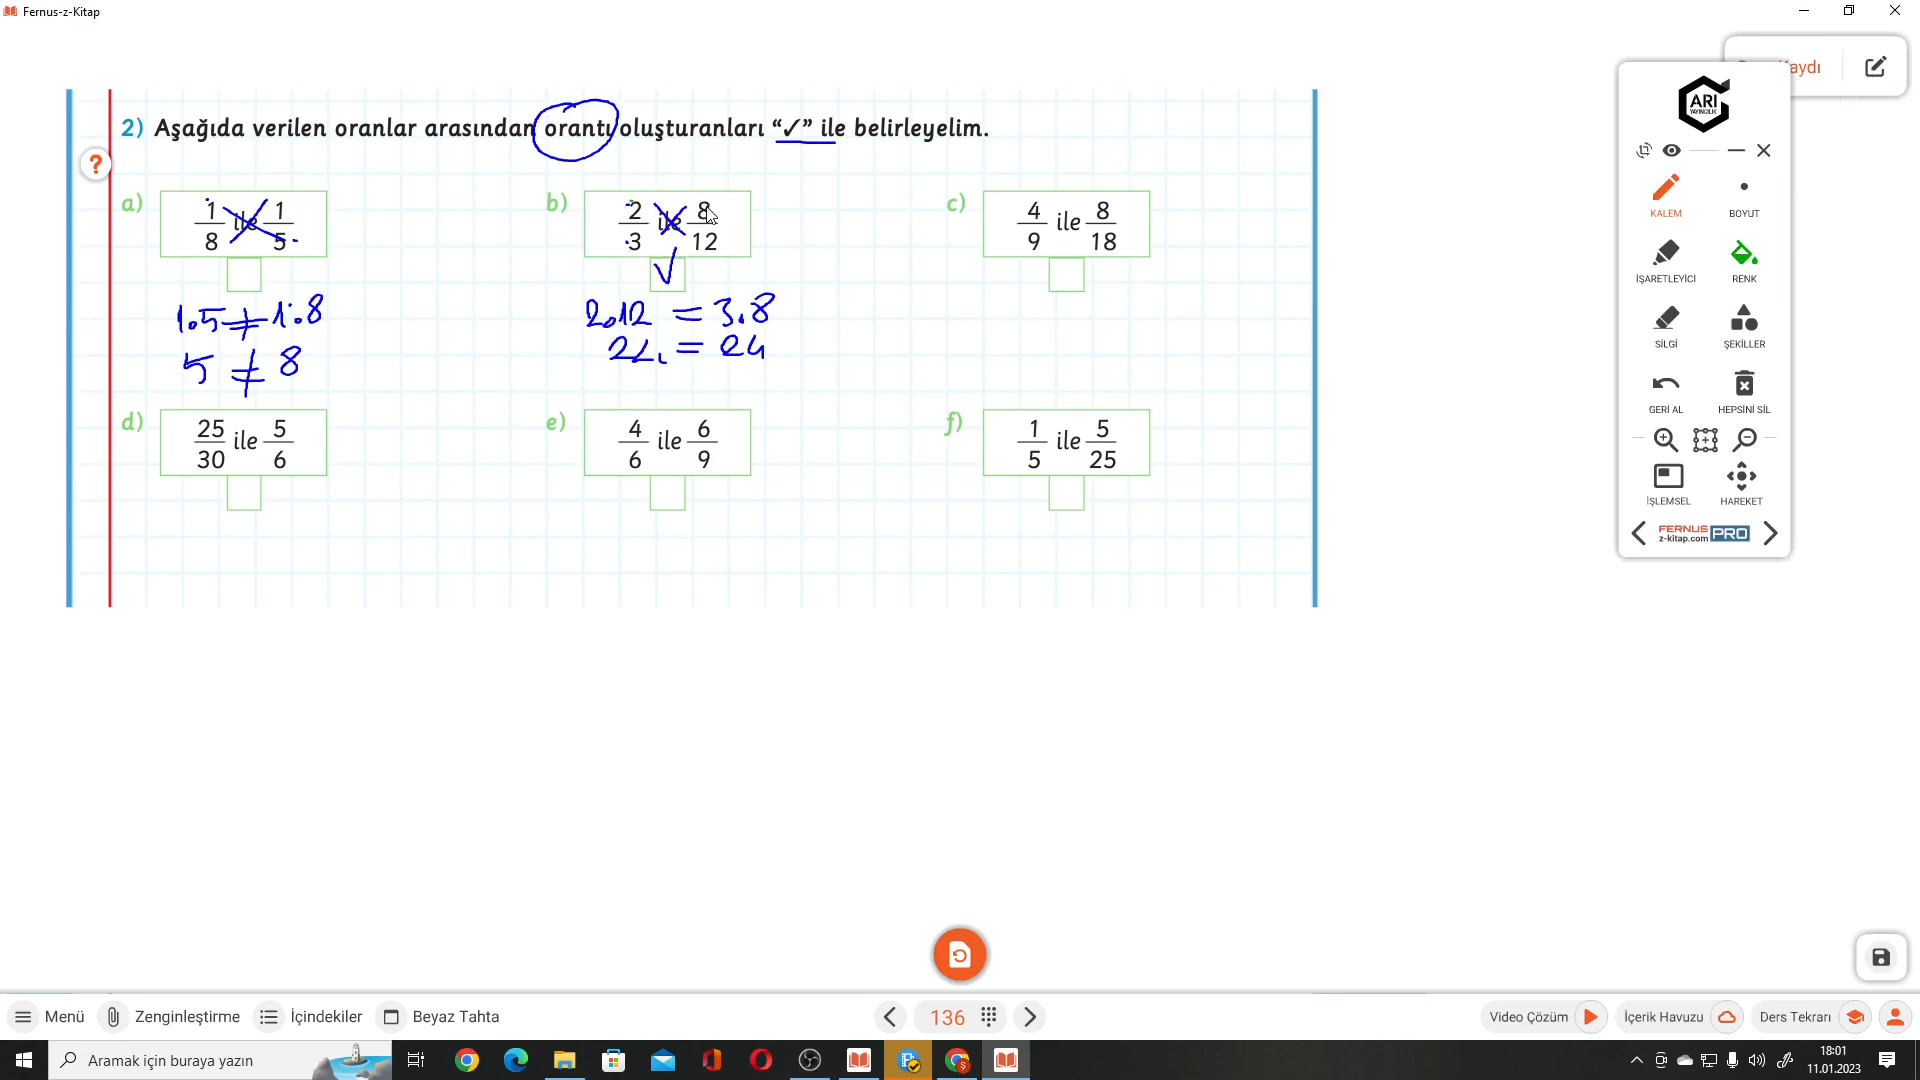 Fernus-z-Kitap
aydı
2) Aşağıda verilen oranlar arasından orantı oluşturanları “✓” ile belirleyelim.
?
a) 1/8 ile 1/5
b) 2/3 ile 8/12
c) 4/9 ile 8/18
1.5 ≠ 1.8
5 ≠ 8
2.12 = 3.8
= 24
d) 25/30 ile 5/6
e) 4/6 ile 6/9
f) 1/5 ile 5/25
ARI
YAYINCILIK
KALEM
BOYUT
İŞARETLEYİCİ
RENK
SİLGİ
ŞEKİLLER
GERİ AL
HEPSİNİ SİL
İŞLEMSEL
HAREKET
FERNUS
z-kitap.com
PRO
Menü
Zenginleştirme
İçindekiler
Beyaz Tahta
136
Video Çözüm
İçerik Havuzu
Ders Tekrarı
Aramak için buraya yazın
18:01
11.01.2023